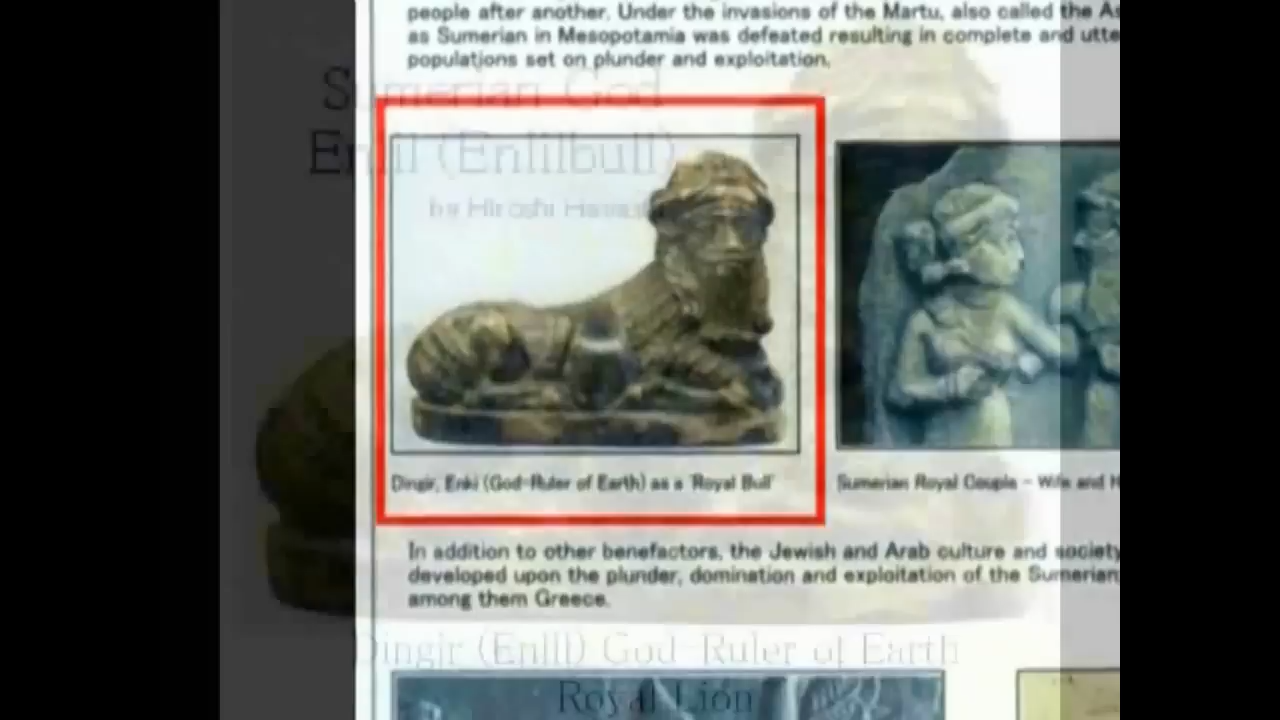 people after another. Under the invasions of the Martu, also called the As
as Sumerian in Mesopotamia was defeated resulting in complete and utte
populations set on plunder and exploitation.
Sumerian God
Enlil (Enlilbull)
by Hiroshi
Dingir, Enki (God-Ruler of Earth) as a 'Royal Bull'
Sumerian Royal Couple - Wife and H
In addition to other benefactors, the Jewish and Arab culture and society
developed upon the plunder, domination and exploitation of the Sumerian
among them Greece.
Dingir (Enlil) God-Ruler of Earth
Royal Lion